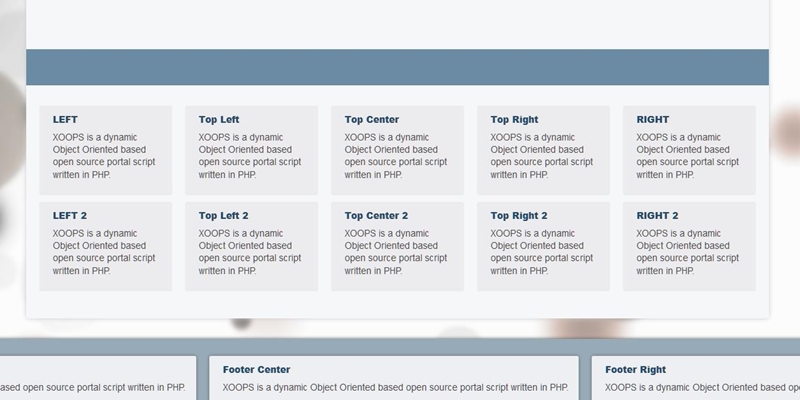 LEFT
XOOPS is a dynamic
Object Oriented based
open source portal script
written in PHP.
Top Left
XOOPS is a dynamic
Object Oriented based
open source portal script
written in PHP.
Top Center
XOOPS is a dynamic
Object Oriented based
open source portal script
written in PHP.
Top Right
XOOPS is a dynamic
Object Oriented based
open source portal script
written in PHP.
RIGHT
XOOPS is a dynamic
Object Oriented based
open source portal script
written in PHP.
LEFT 2
XOOPS is a dynamic
Object Oriented based
open source portal script
written in PHP.
Top Left 2
XOOPS is a dynamic
Object Oriented based
open source portal script
written in PHP.
Top Center 2
XOOPS is a dynamic
Object Oriented based
open source portal script
written in PHP.
Top Right 2
XOOPS is a dynamic
Object Oriented based
open source portal script
written in PHP.
RIGHT 2
XOOPS is a dynamic
Object Oriented based
open source portal script
written in PHP.
ased open source portal script written in PHP.
Footer Center
XOOPS is a dynamic Object Oriented based open source portal script written in PHP.
Footer Right
XOOPS is a dynamic Object Oriented based op